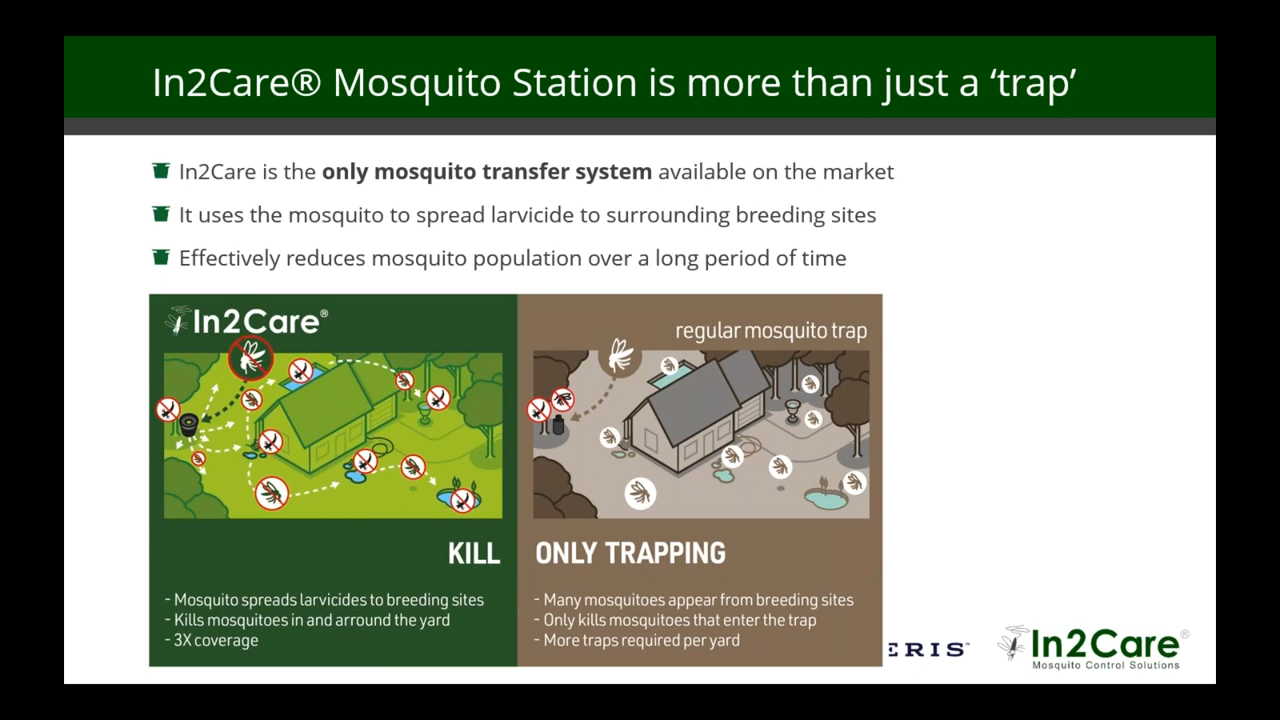 In2Care® Mosquito Station is more than just a ‘trap’
In2Care is the only mosquito transfer system available on the market
It uses the mosquito to spread larvicide to surrounding breeding sites
Effectively reduces mosquito population over a long period of time
In2Care®
KILL
- Mosquito spreads larvicides to breeding sites
- Kills mosquitoes in and arround the yard
- 3X coverage
regular mosquito trap
ONLY TRAPPING
- Many mosquitoes appear from breeding sites
- Only kills mosquitoes that enter the trap
- More traps required per yard
ERIS™
In2Care®
Mosquito Control Solutions